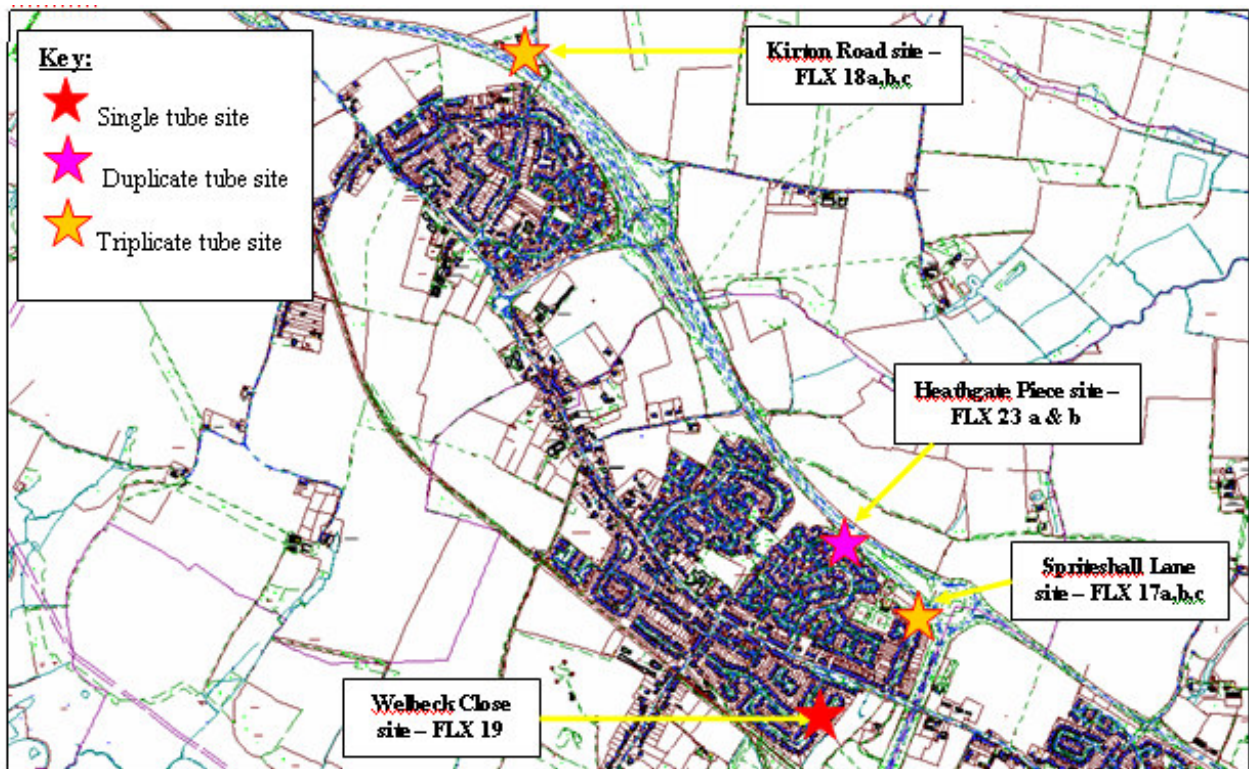 Key:
Single tube site
Duplicate tube site
Triplicate tube site
Kirton Road site –
FLX 18a,b,c
Heathgate Piece site –
FLX 23 a & b
Spriteshall Lane
site – FLX 17a,b,c
Welbeck Close
site – FLX 19